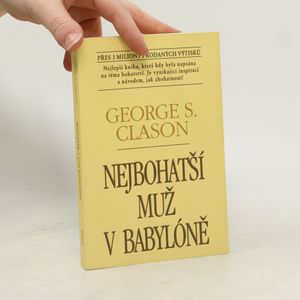 PŘES 3 MILIONY PRODANÝCH VÝTISKŮ
Nejlepší kniha, která kdy byla napsána
na téma bohatství. Je vynikající inspirací
a návodem, jak zbohatnout!
GEORGE S.
CLASON
NEJBOHATŠÍ
MUŽ
V BABYLÓNĚ